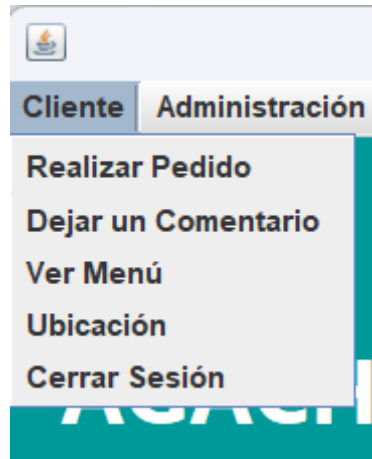 Cliente Administración
Realizar Pedido
Dejar un Comentario
Ver Menú
Ubicación
Cerrar Sesión